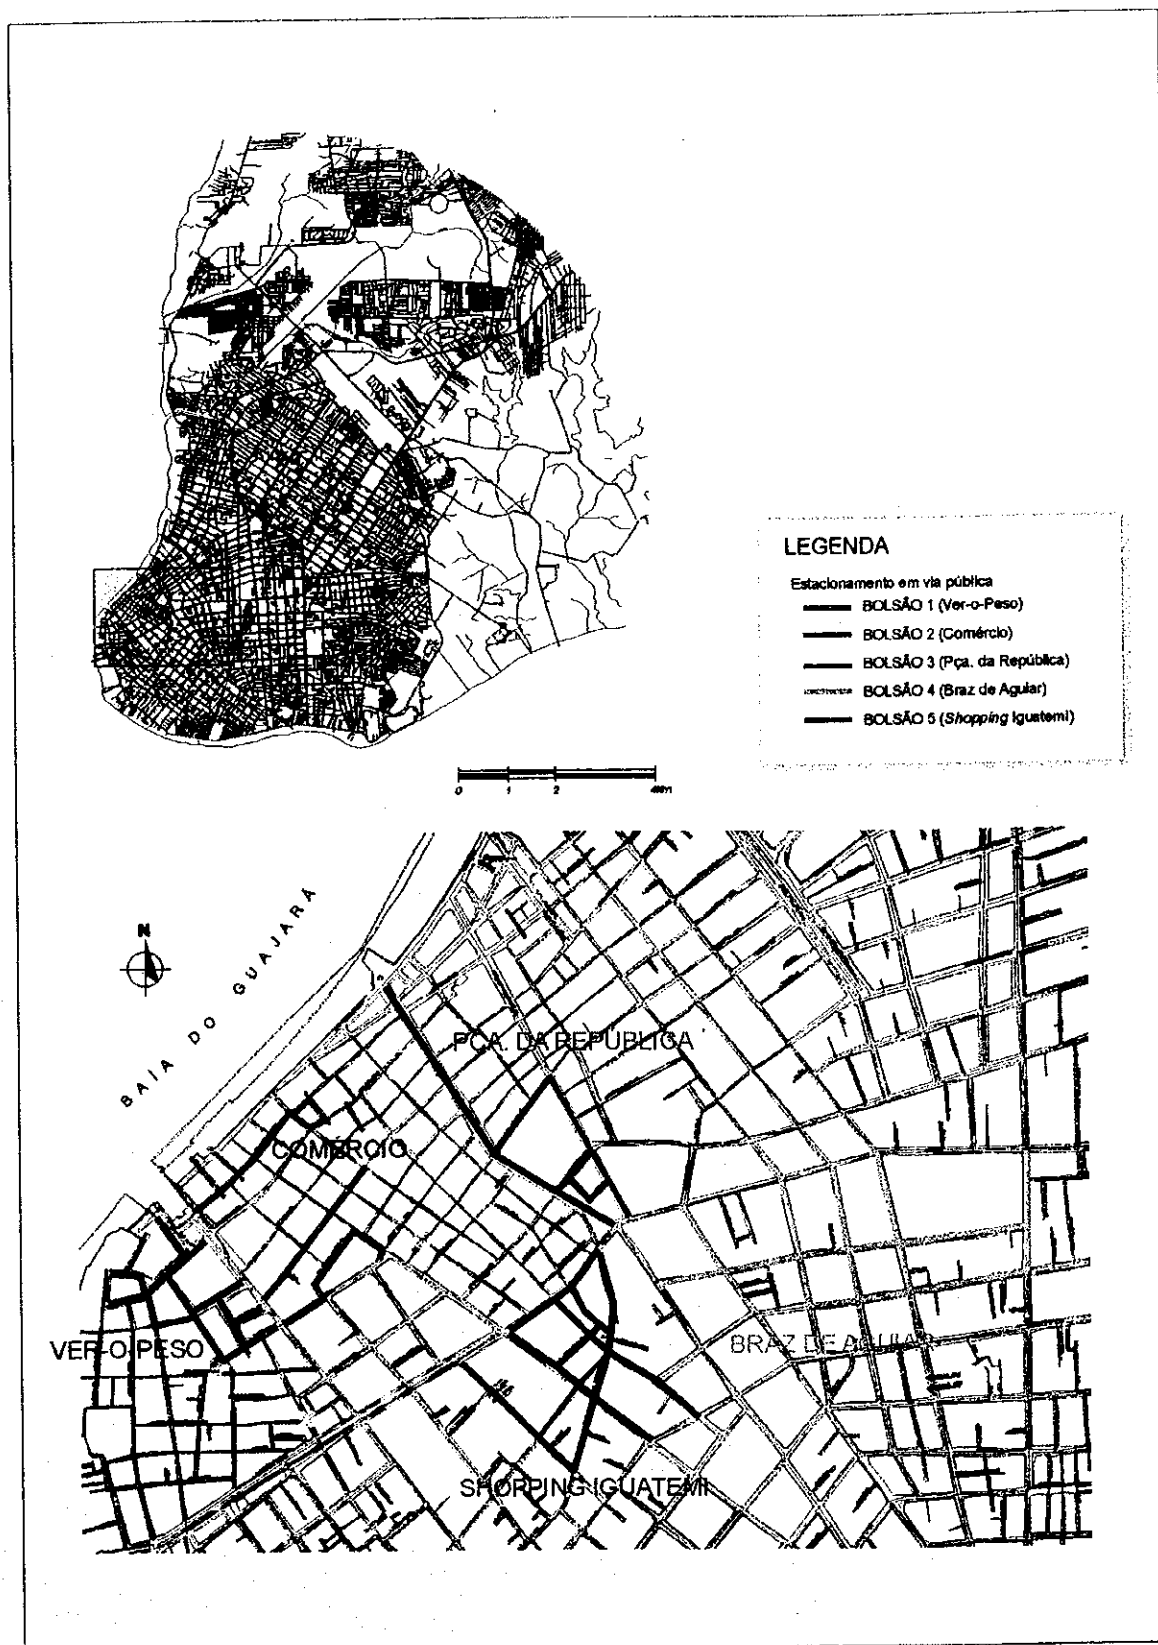 LEGENDA
Estacionamento em via pública
BOLSÃO 1 (Ver-o-Peso)
BOLSÃO 2 (Comércio)
BOLSÃO 3 (Pça. da República)
BOLSÃO 4 (Braz de Aguiar)
BOLSÃO 5 (Shopping Iguatemi)
0 1 2
N
BAÍA DO GUAJARÁ
PÇA. DA REPÚBLICA
COMÉRCIO
VER-O-PESO
BRAZ DE AGUIAR
SHOPPING IGUATEMI